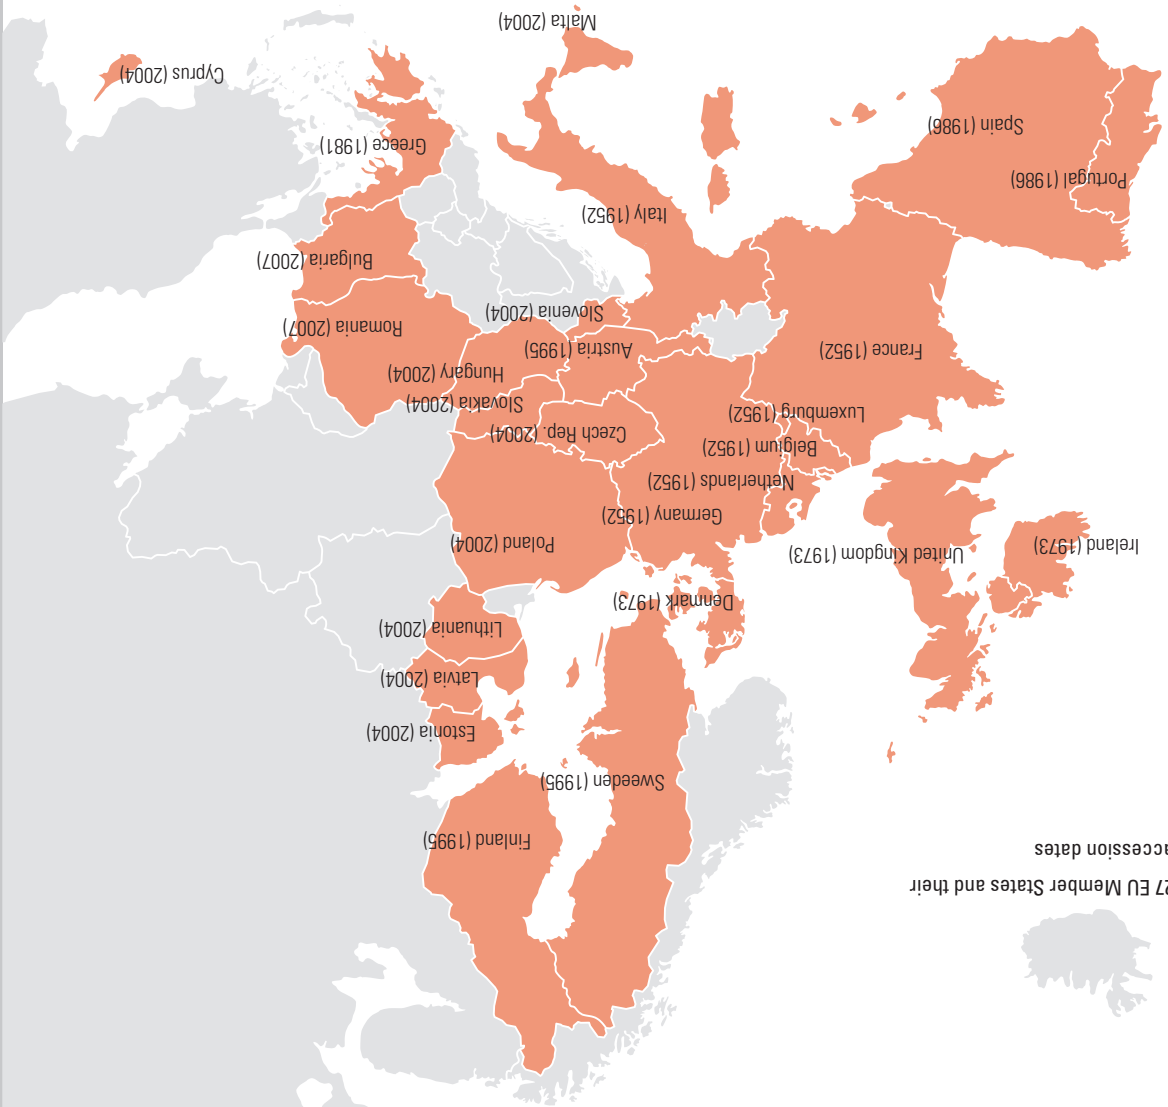 27 EU Member States and their
accession dates
Finland (1995)
Sweeden (1995)
Estonia (2004)
Latvia (2004)
Lithuania (2004)
Denmark (1973)
Ireland (1973)
United Kingdom (1973)
Poland (2004)
Germany (1952)
Netherlands (1952)
Belgium (1952)
Czech Rep. (2004)
Luxemburg (1952)
Slovakia (2004)
Hungary (2004)
France (1952)
Austria (1995)
Romania (2007)
Slovenia (2004)
Bulgaria (2007)
Italy (1952)
Portugal (1986)
Greece (1981)
Spain (1986)
Cyprus (2004)
Malta (2004)